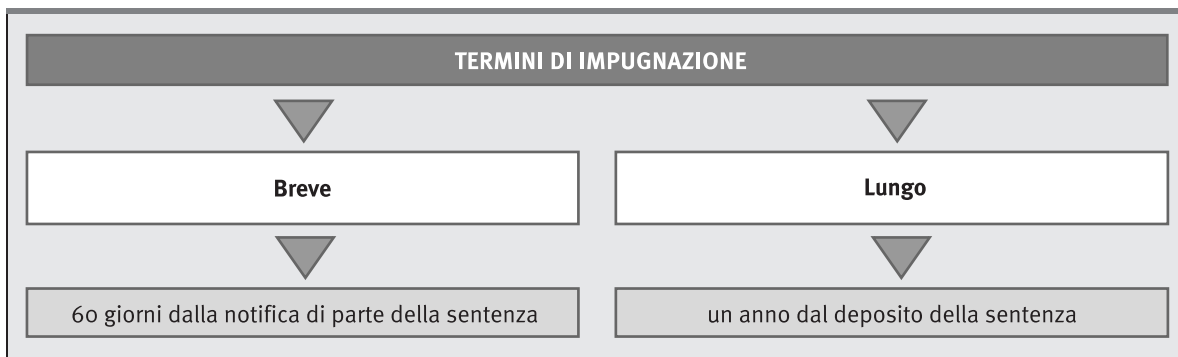 TERMINI DI IMPUGNAZIONE
Breve
Lungo
60 giorni dalla notifica di parte della sentenza
un anno dal deposito della sentenza